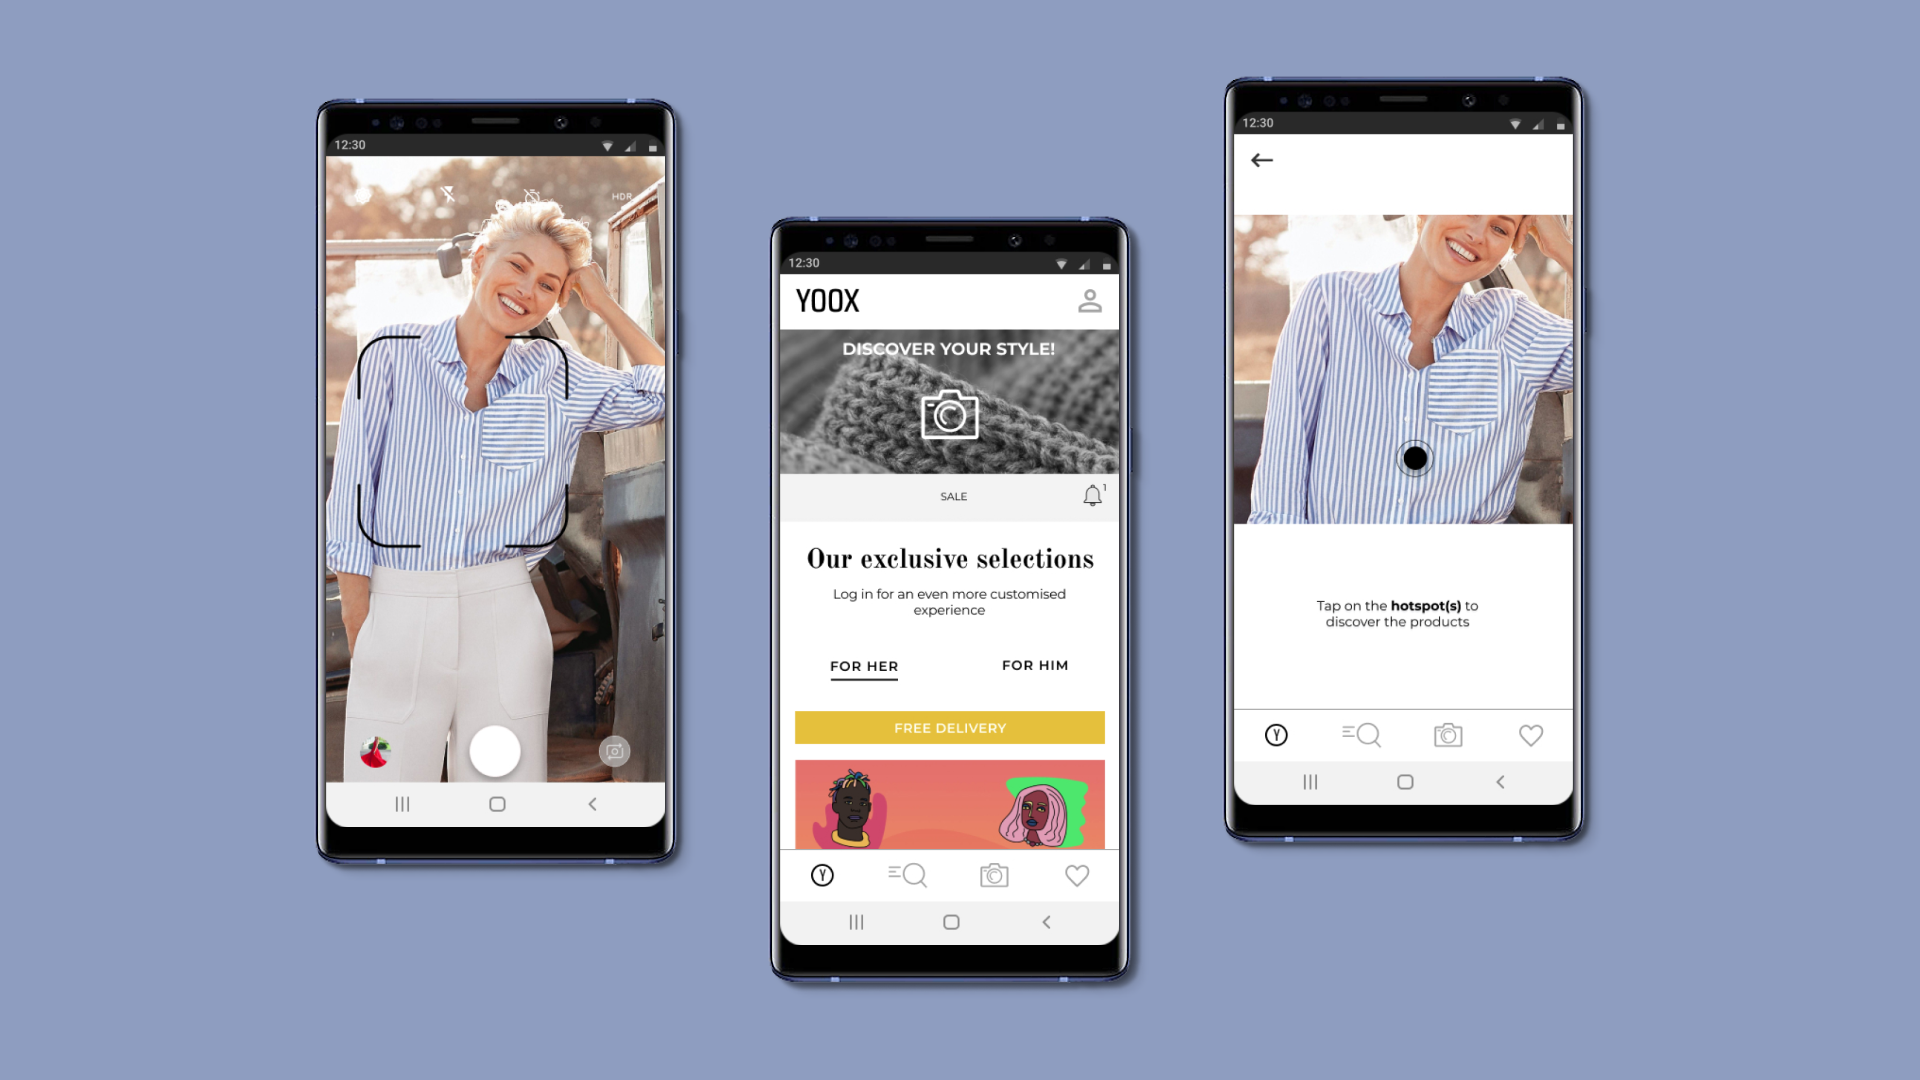 12:30
HDR
12:30
YOOX
DISCOVER YOUR STYLE!
SALE
1
Our exclusive selections
Log in for an even more customised
experience
FOR HER
FOR HIM
FREE DELIVERY
Y
12:30
Tap on the hotspot(s) to
discover the products
Y